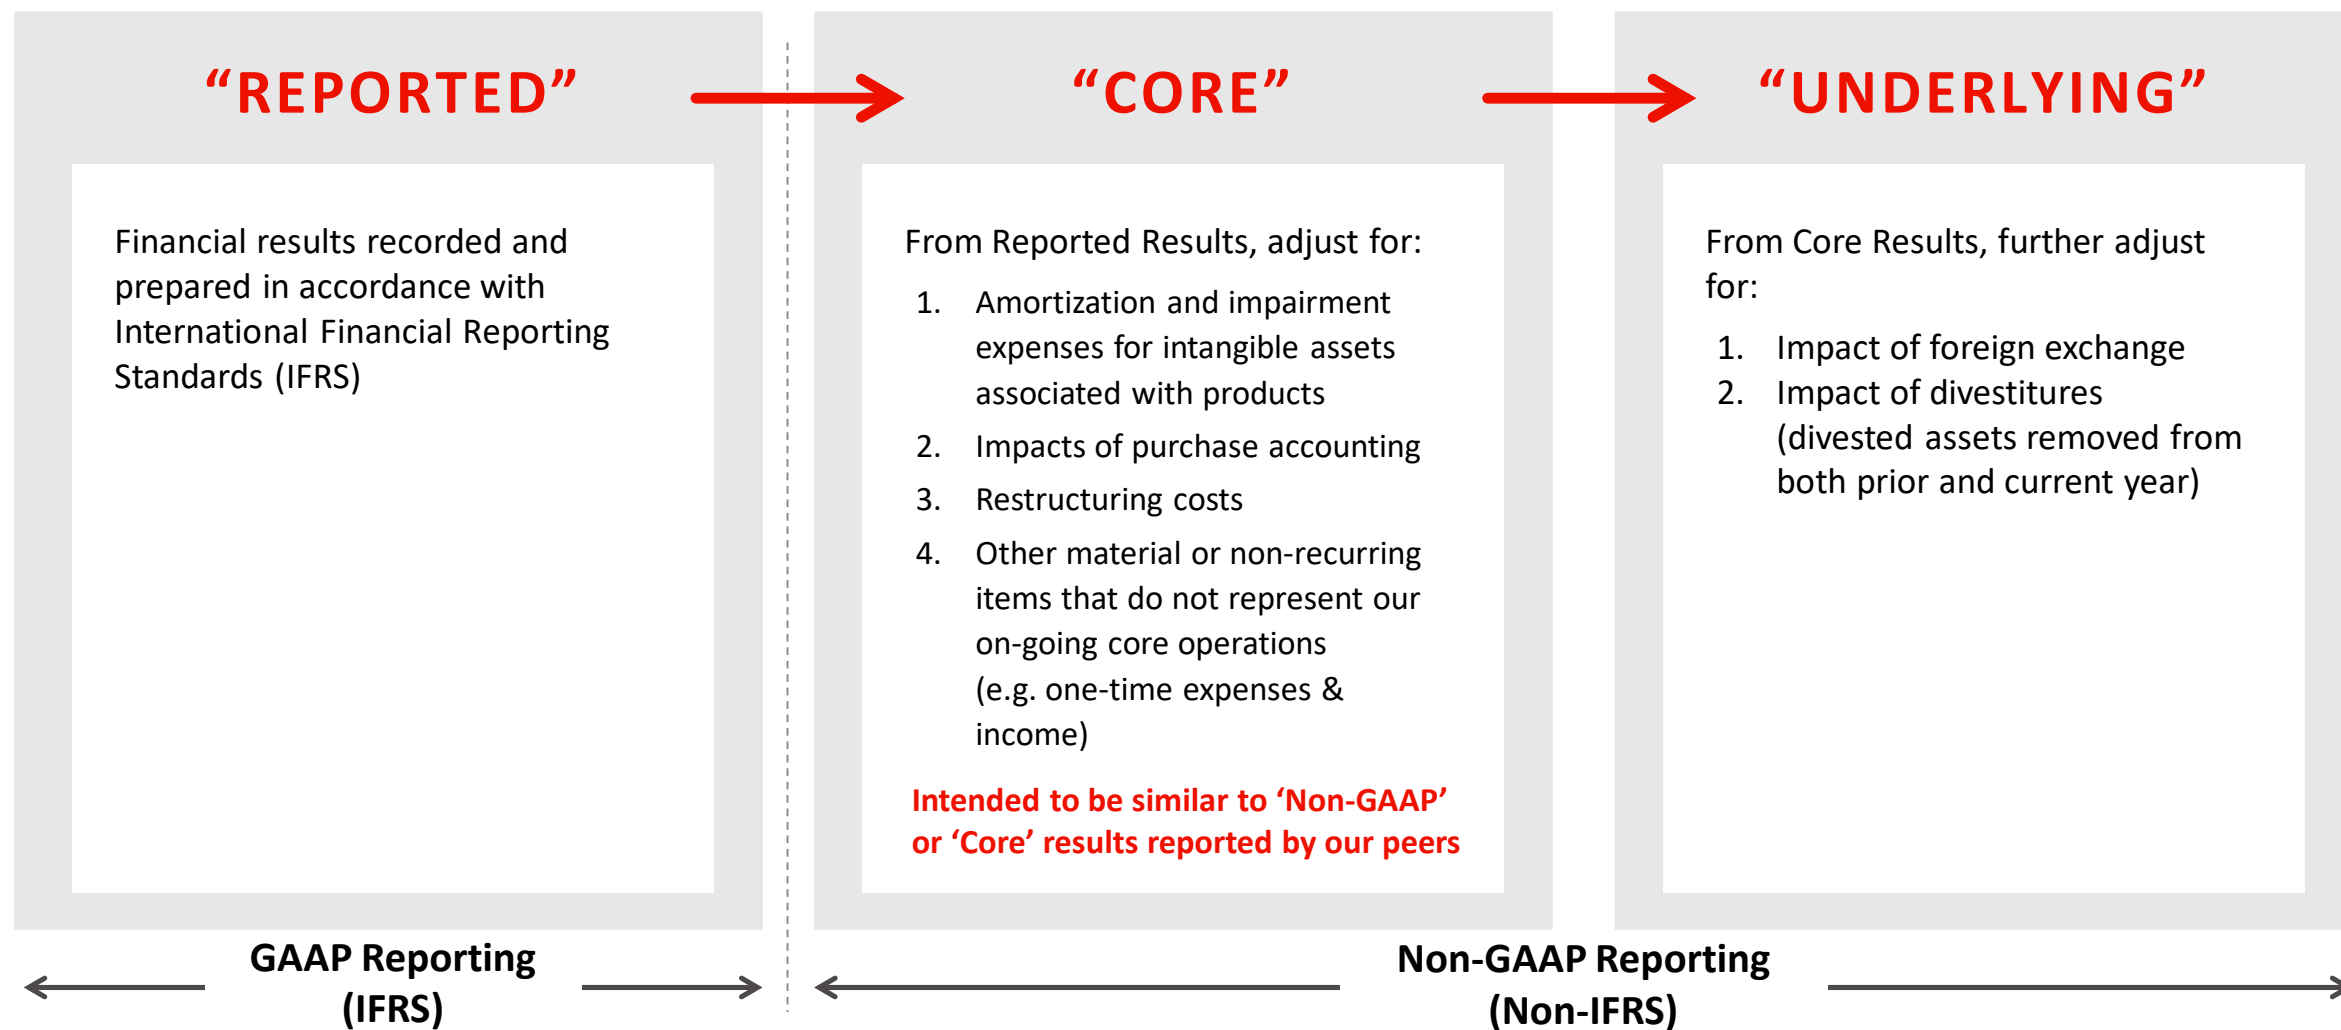 “REPORTED”
Financial results recorded and
prepared in accordance with
International Financial Reporting
Standards (IFRS)
“CORE”
From Reported Results, adjust for:
1. Amortization and impairment
expenses for intangible assets
associated with products
2. Impacts of purchase accounting
3. Restructuring costs
4. Other material or non-recurring
items that do not represent our
on-going core operations
(e.g. one-time expenses &
income)
Intended to be similar to ‘Non-GAAP’
or ‘Core’ results reported by our peers
“UNDERLYING”
From Core Results, further adjust
for:
1. Impact of foreign exchange
2. Impact of divestitures
(divested assets removed from
both prior and current year)
GAAP Reporting
(IFRS)
Non-GAAP Reporting
(Non-IFRS)